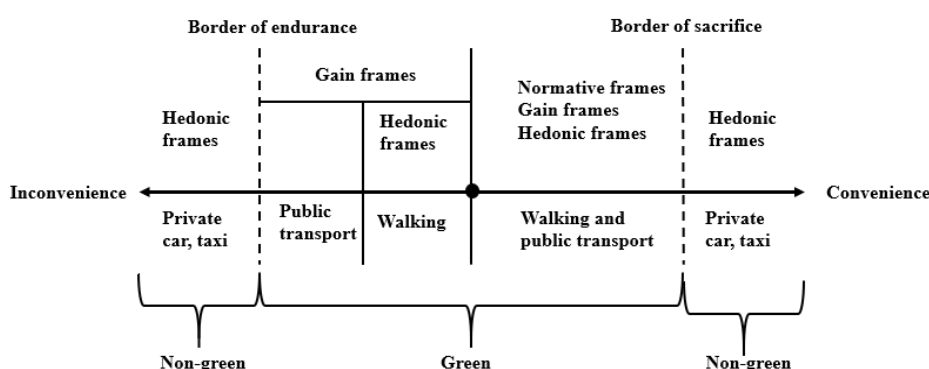 Border of endurance
Border of sacrifice
Gain frames
Normative frames
Gain frames
Hedonic frames
Hedonic
frames
Hedonic
frames
Hedonic
frames
Inconvenience
Convenience
Private
car, taxi
Public
transport
Walking
Walking and
public transport
Private
car, taxi
Non-green
Green
Non-green